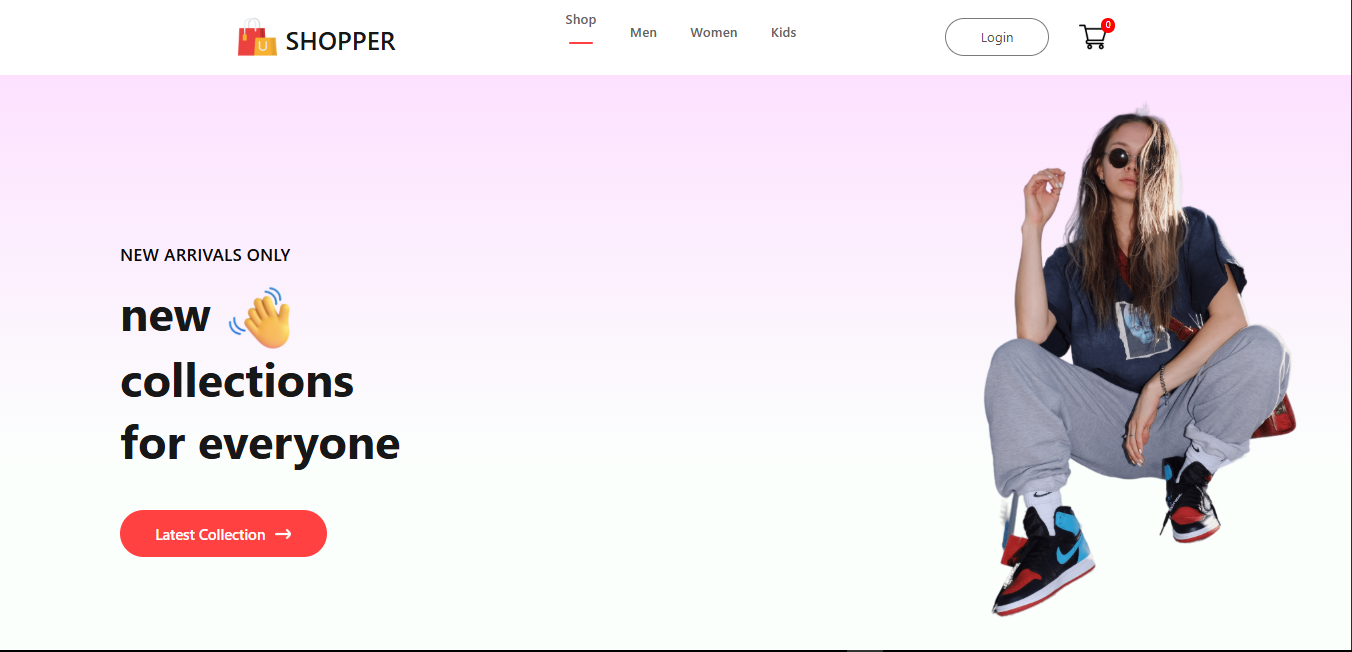 U
SHOPPER
Shop
Men
Women
Kids
Login
0
NEW ARRIVALS ONLY
new
collections
for everyone
Latest Collection →